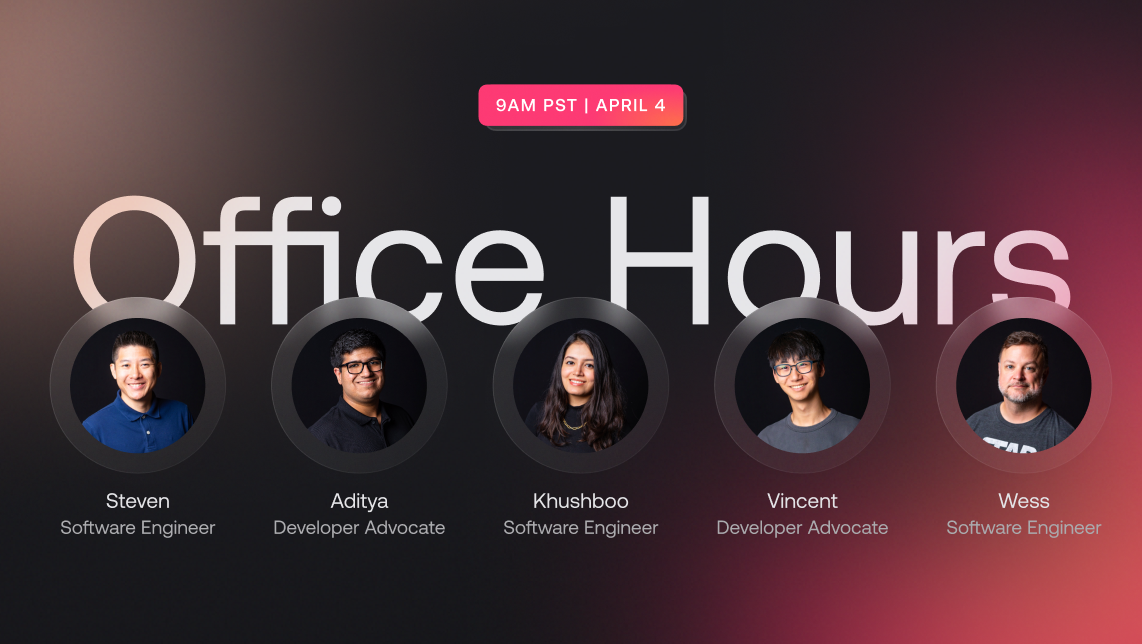 9AM PST | APRIL 4
Office Hours
Steven
Software Engineer
Aditya
Developer Advocate
Khushboo
Software Engineer
Vincent
Developer Advocate
Wess
Software Engineer